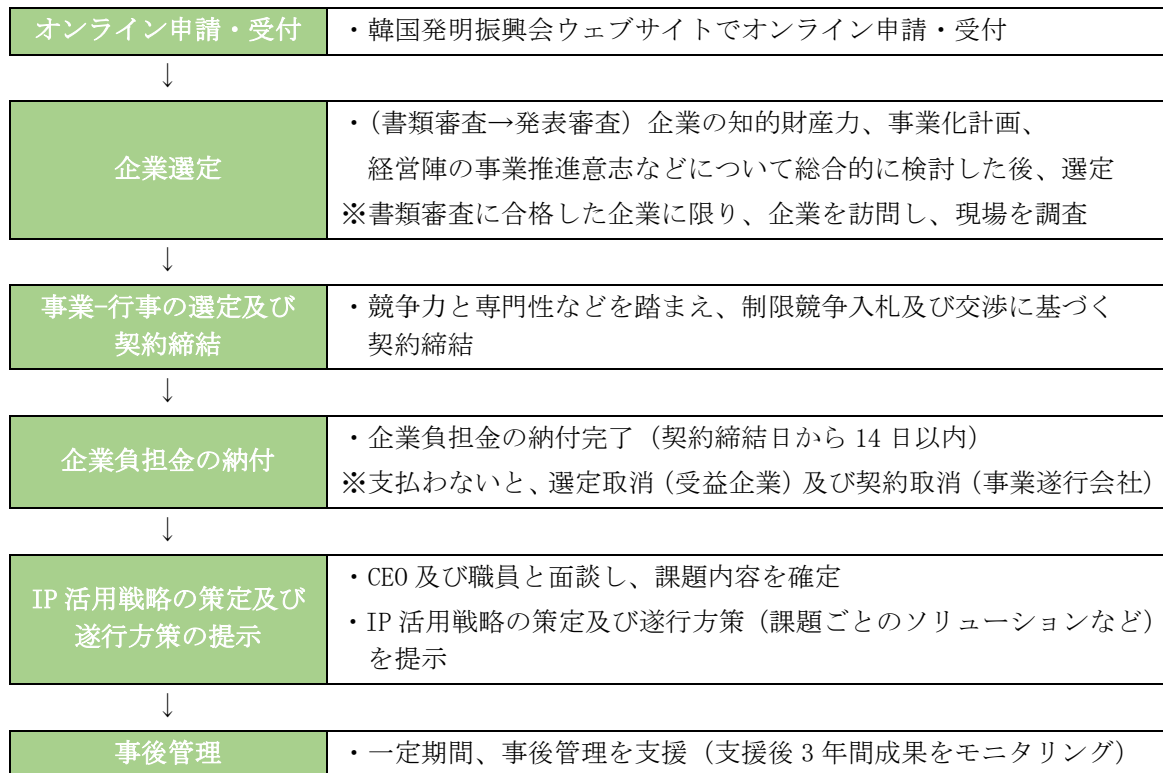 オンライン申請・受付
・韓国発明振興会ウェブサイトでオンライン申請・受付
↓
企業選定
・（書類審査→発表審査）企業の知的財産力、事業化計画、
経営陣の事業推進意志などについて総合的に検討した後、選定
※書類審査に合格した企業に限り、企業を訪問し、現場を調査
↓
事業-行事の選定及び
契約締結
・競争力と専門性などを踏まえ、制限競争入札及び交渉に基づく
契約締結
↓
企業負担金の納付
・企業負担金の納付完了（契約締結日から 14 日以内）
※支払わないと、選定取消（受益企業）及び契約取消（事業遂行会社）
↓
IP 活用戦略の策定及び
遂行方策の提示
・CEO 及び職員と面談し、課題内容を確定
・IP 活用戦略の策定及び遂行方策（課題ごとのソリューションなど）
を提示
↓
事後管理
・一定期間、事後管理を支援（支援後 3 年間成果をモニタリング）